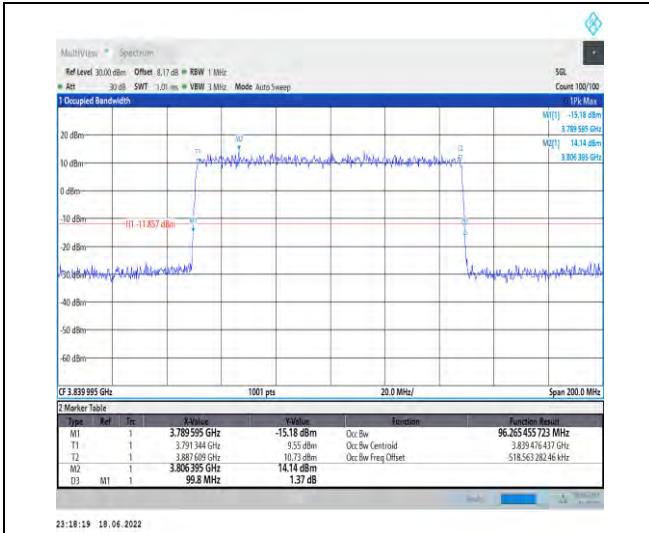 MultiView Spectrum
Ref Level 30.00 dBm Offset 8.17 dB RBW 1 MHz SGL
Att 30 dB SWT 1.01 ms VBW 3 MHz Mode Auto Sweep Count 100/100
1 Occupied Bandwidth 1Pk Max
M1[1] -15.18 dBm
3.789 595 GHz
M2[1] 14.14 dBm
3.806 395 GHz
20 dBm
10 dBm
0 dBm
-10 dBm
H1 -11.857 dBm
-20 dBm
-30 dBm
-40 dBm
-50 dBm
-60 dBm
M2
T1
M1
CF 3.839 995 GHz 1001 pts 20.0 MHz/ Span 200.0 MHz
2 Marker Table
Type Ref Trc X-Value Y-Value Function Function Result
M1 1 3.789 595 GHz -15.18 dBm Occ Bw 96.265 455 723 MHz
T1 1 3.791 344 GHz 9.55 dBm Occ Bw Centroid 3.839 476 437 GHz
T2 1 3.887 609 GHz 10.73 dBm Occ Bw Freq Offset -518.563 282 46 kHz
M2 1 3.806 395 GHz 14.14 dBm
D3 M1 1 99.8 MHz 1.37 dB
23:18:19 18.06.2022